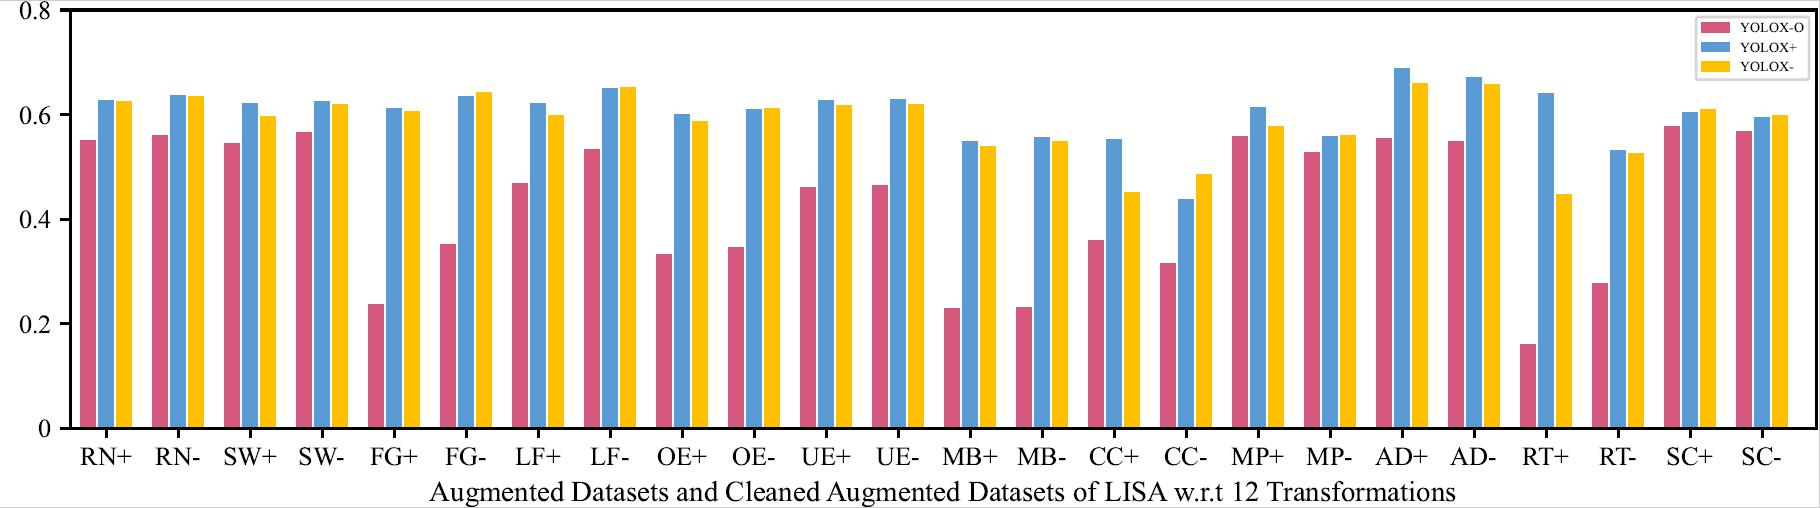 0.8
YOLOX-O
YOLOX+
YOLOX-
0.6
0.4
0.2
0
RN+ RN- SW+ SW- FG+ FG- LF+ LF- OE+ OE- UE+ UE- MB+ MB- CC+ CC- MP+ MP- AD+ AD- RT+ RT- SC+ SC-
Augmented Datasets and Cleaned Augmented Datasets of LISA w.r.t 12 Transformations